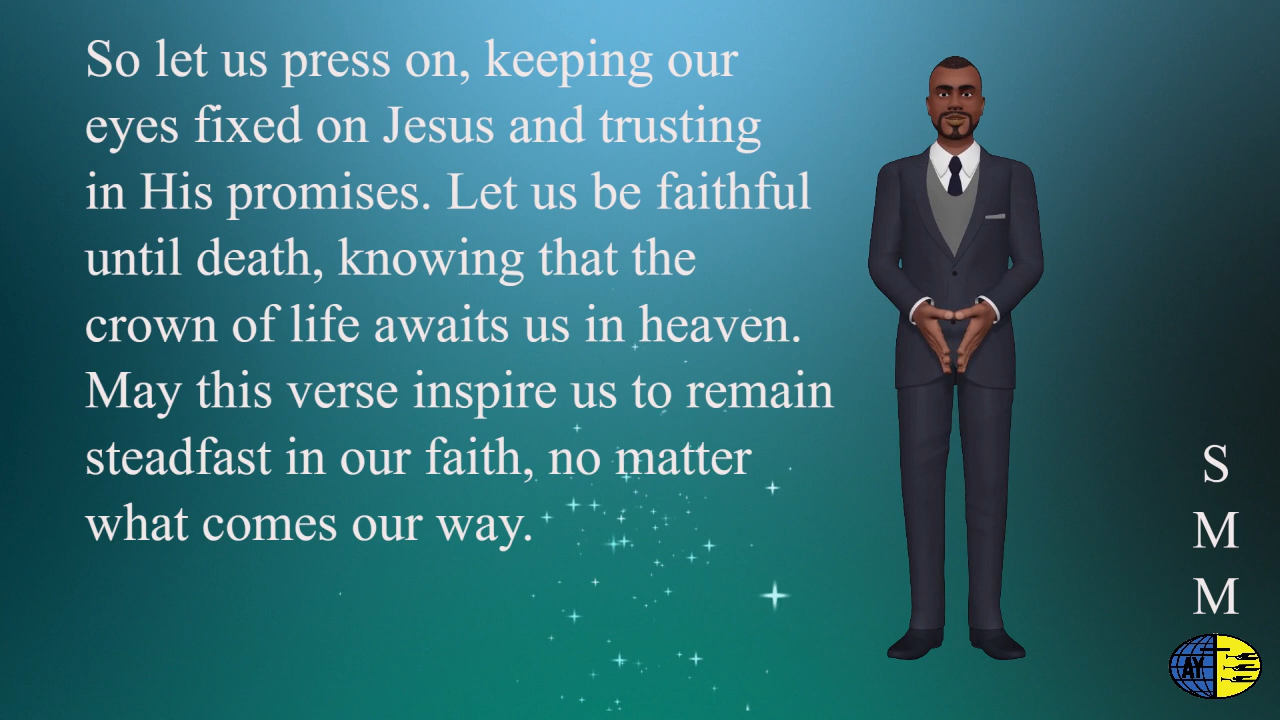 So let us press on, keeping our
eyes fixed on Jesus and trusting
in His promises. Let us be faithful
until death, knowing that the
crown of life awaits us in heaven.
May this verse inspire us to remain
steadfast in our faith, no matter
what comes our way.
S
M
M
AY